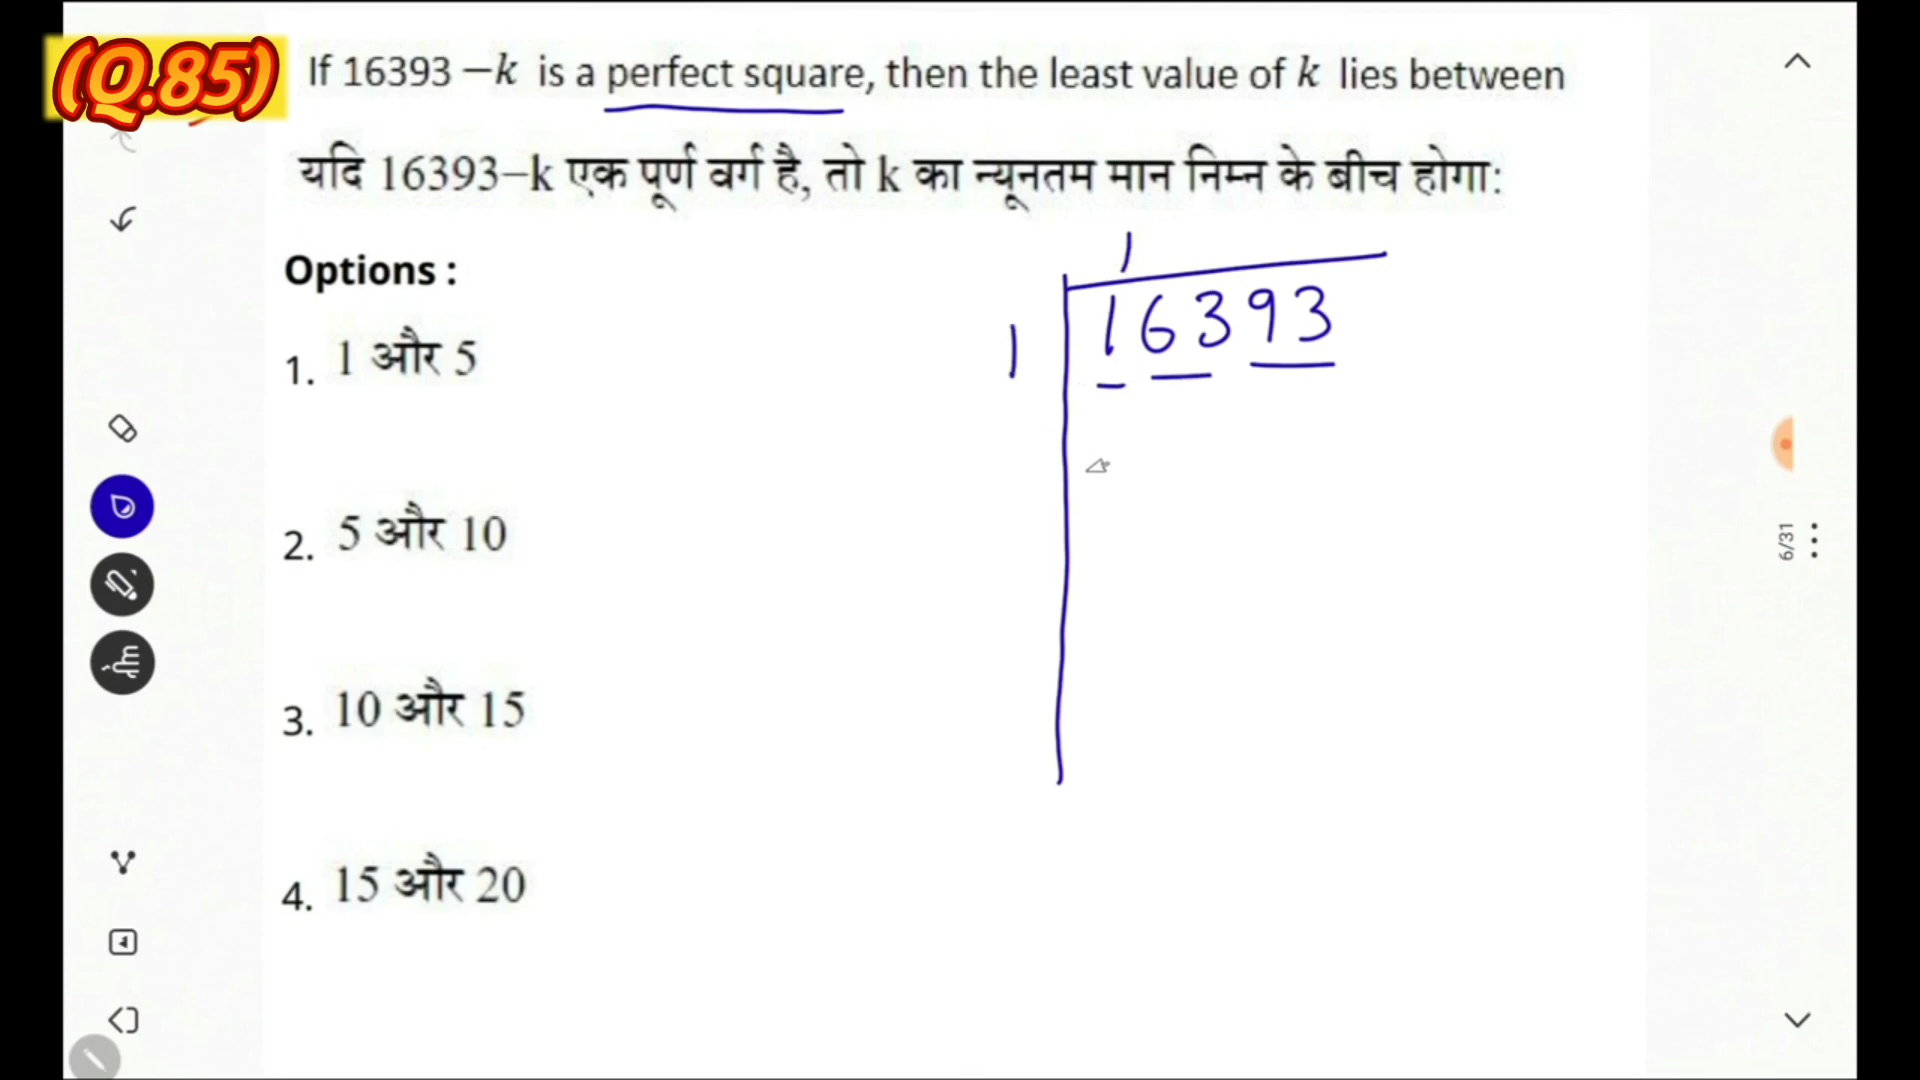 (Q.85) If 16393 −k is a perfect square, then the least value of k lies between
यदि 16393−k एक पूर्ण वर्ग है, तो k का न्यूनतम मान निम्न के बीच होगा:
Options :
1. 1 और 5
2. 5 और 10
3. 10 और 15
4. 15 और 20
1
1 16393
6/31